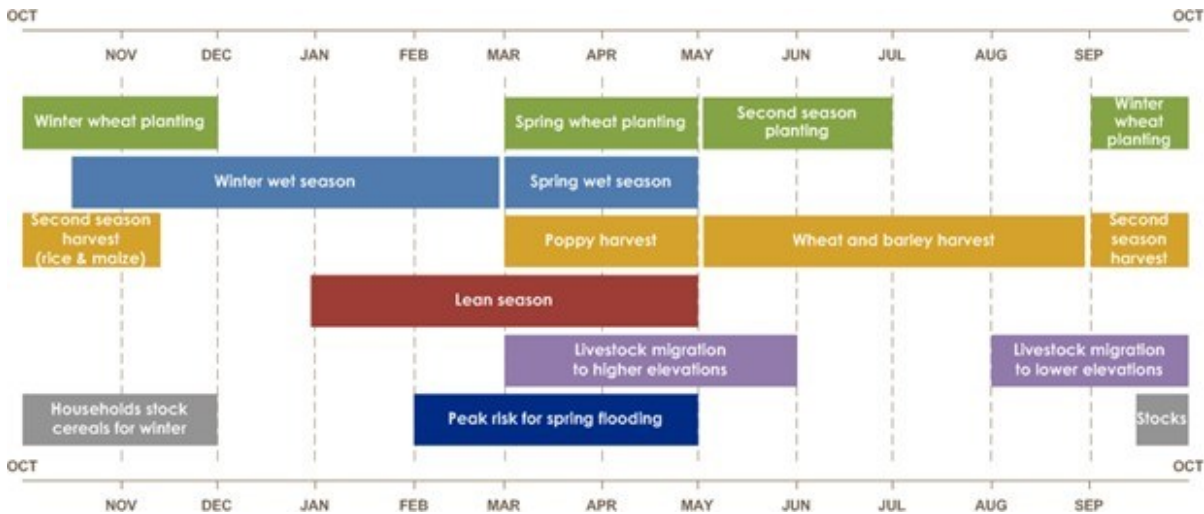 OCT OCT
NOV DEC JAN FEB MAR APR MAY JUN JUL AUG SEP
Winter wheat planting
Spring wheat planting
Second season
planting
Winter
wheat
planting
Winter wet season
Spring wet season
Second season
harvest
(rice & maize)
Poppy harvest
Wheat and barley harvest
Second
season
harvest
Lean season
Livestock migration
to higher elevations
Livestock migration
to lower elevations
Households stock
cereals for winter
Peak risk for spring flooding
Stocks
OCT OCT
NOV DEC JAN FEB MAR APR MAY JUN JUL AUG SEP